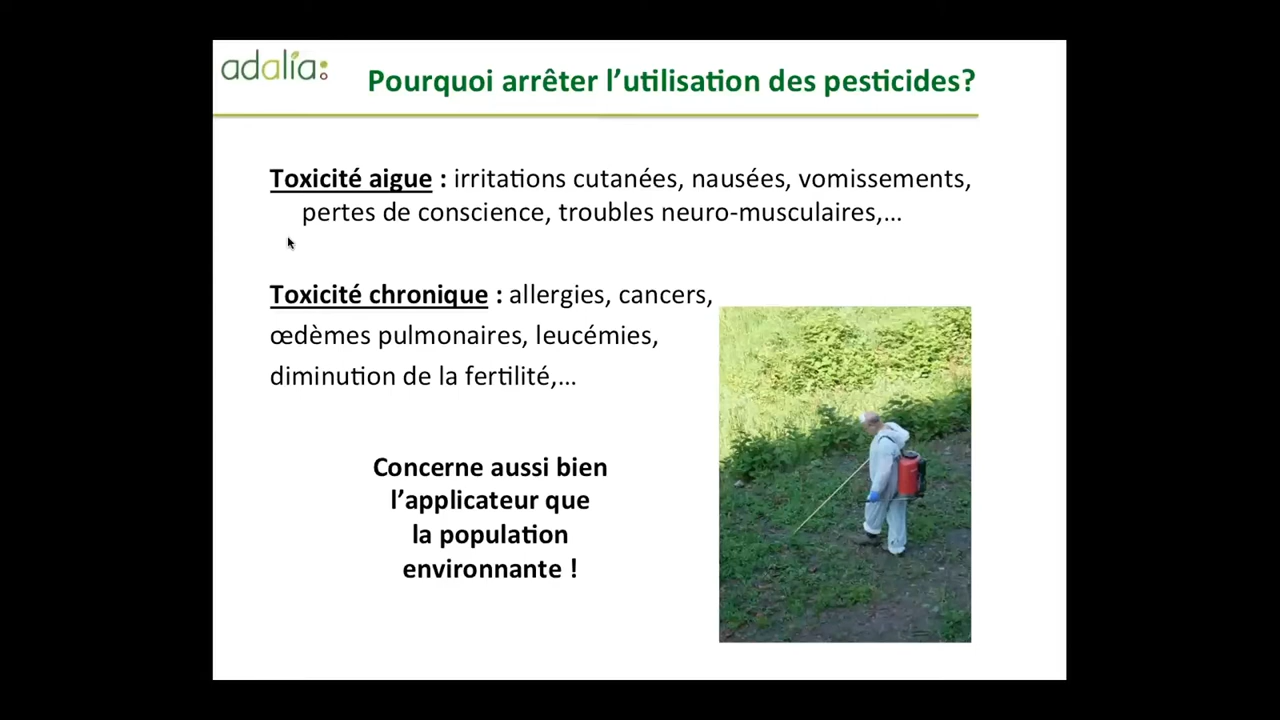 adalia
Pourquoi arrêter l’utilisation des pesticides?
Toxicité aigue : irritations cutanées, nausées, vomissements,
pertes de conscience, troubles neuro-musculaires,...
Toxicité chronique : allergies, cancers,
œdèmes pulmonaires, leucémies,
diminution de la fertilité,...
Concerne aussi bien
l’applicateur que
la population
environnante !